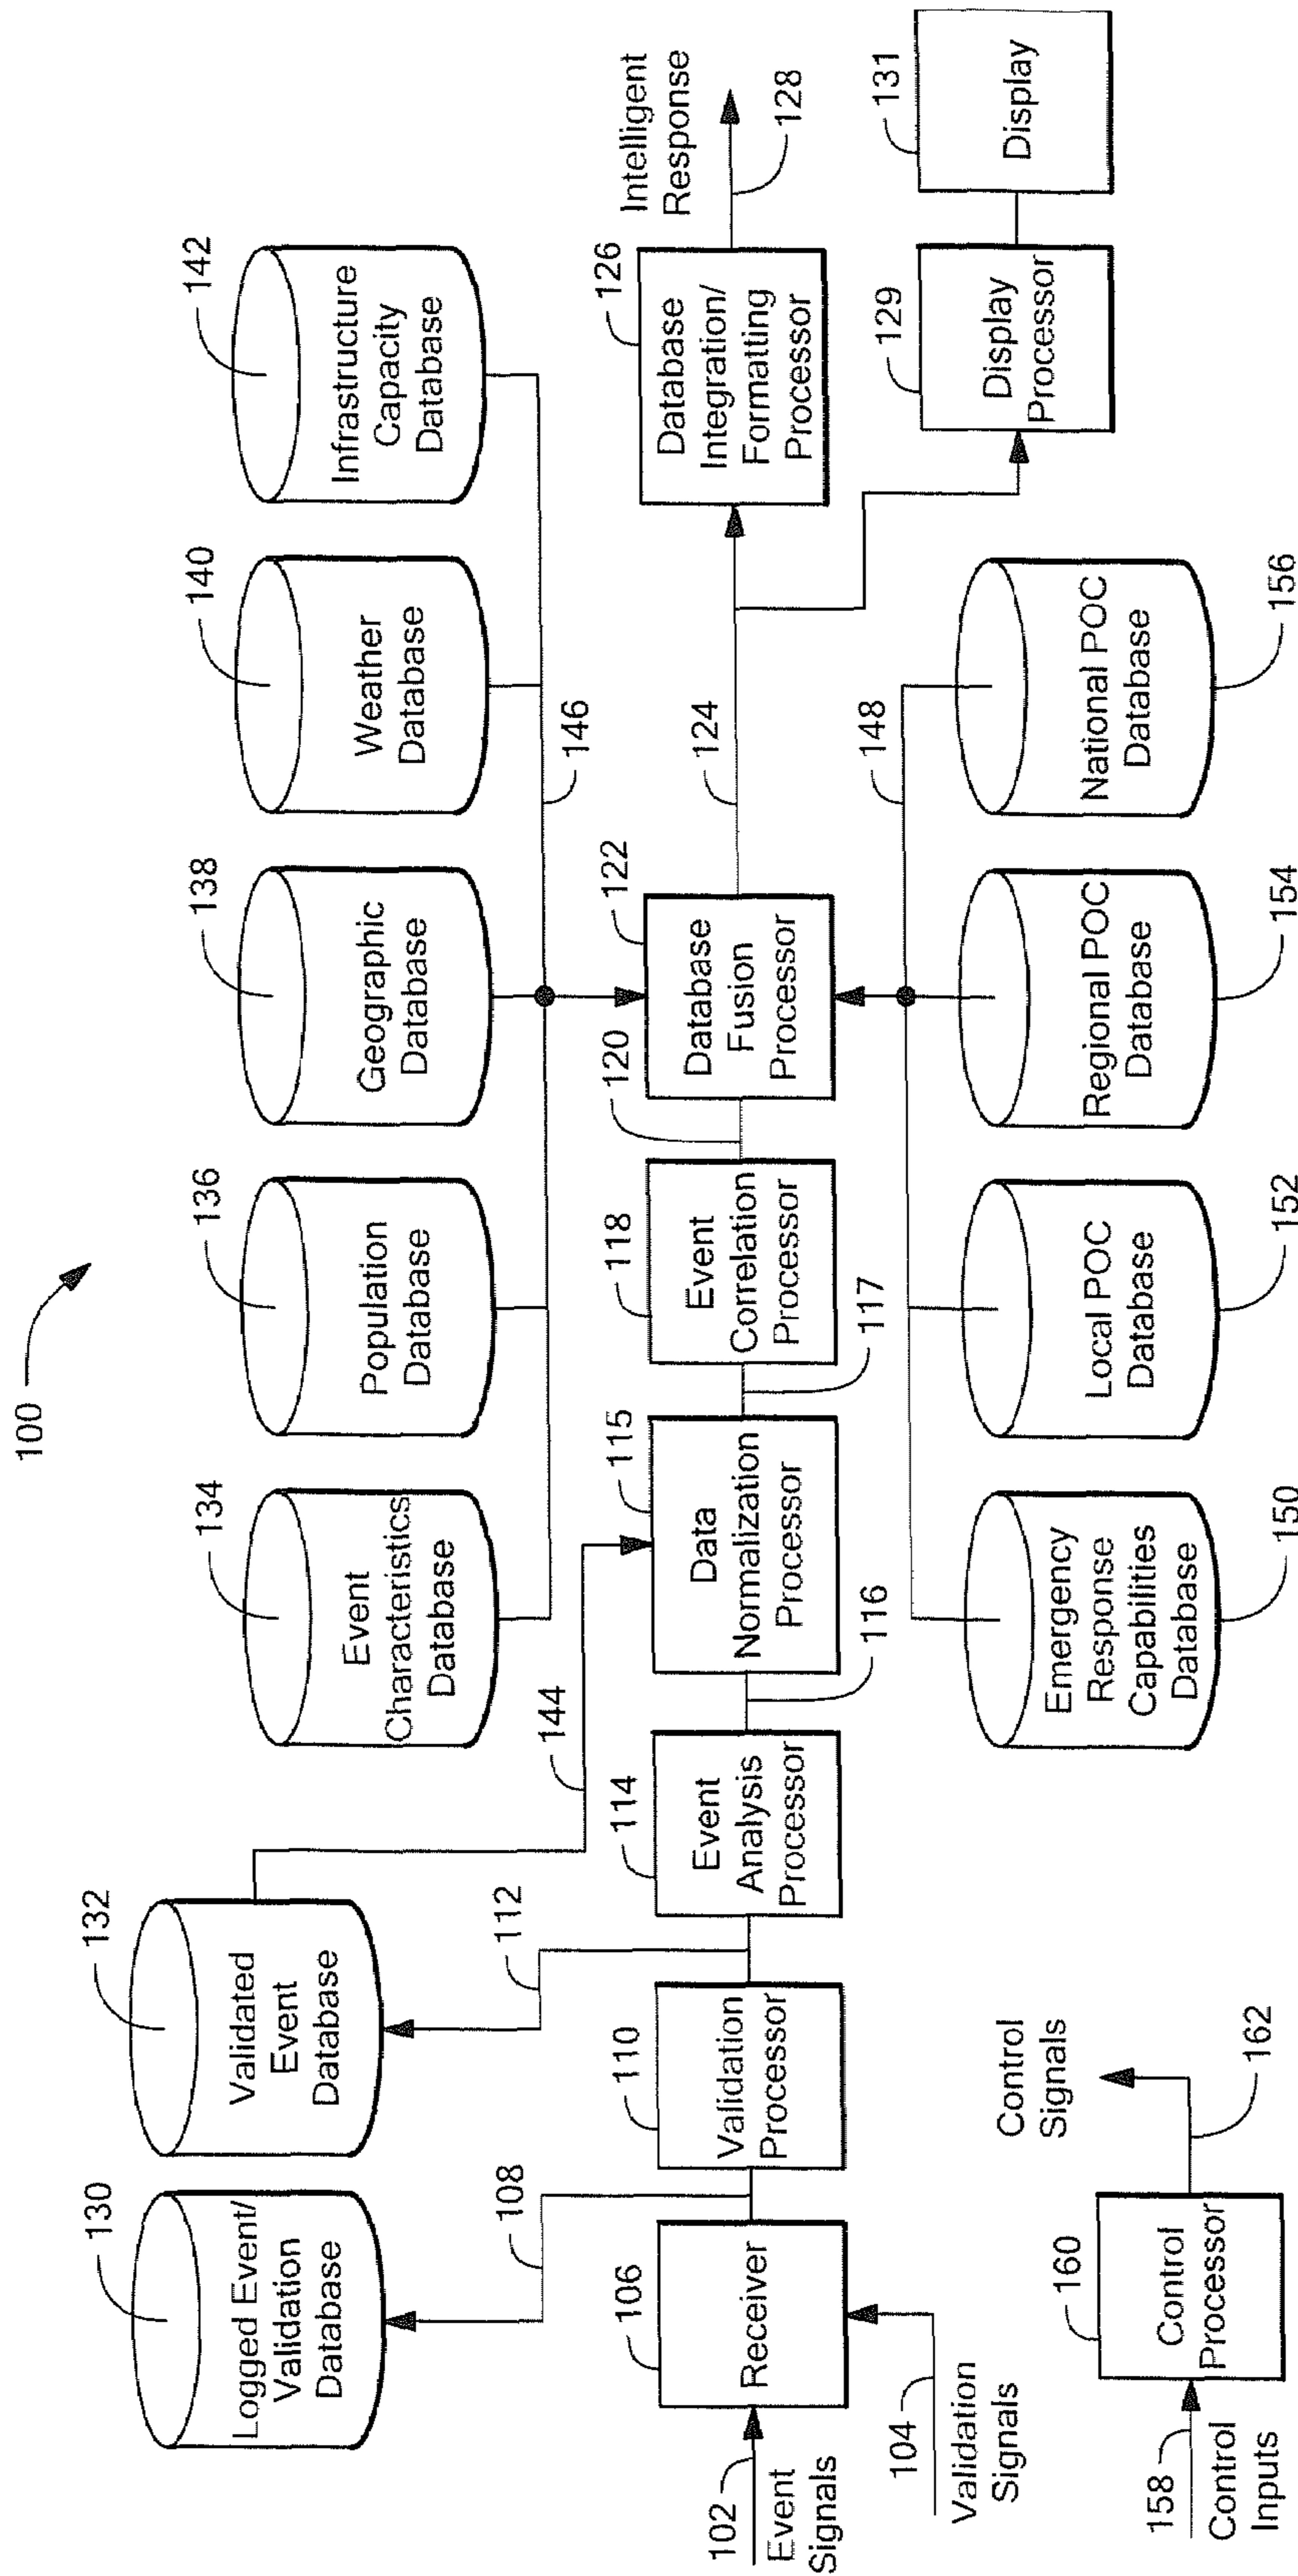 100
130
Logged Event/
Validation
Database
132
Validated
Event
Database
134
Event
Characteristics
Database
136
Population
Database
138
Geographic
Database
140
Weather
Database
142
Infrastructure
Capacity
Database
108
112
144
146
102
Event
Signals
104
Validation
Signals
106
Receiver
110
Validation
Processor
114
Event
Analysis
Processor
116
115
Data
Normalization
Processor
117
118
Event
Correlation
Processor
120
122
Database
Fusion
Processor
124
126
Database
Integration/
Formatting
Processor
Intelligent
Response
128
129
Display
Processor
131
Display
148
150
Emergency
Response
Capabilities
Database
152
Local POC
Database
154
Regional POC
Database
156
National POC
Database
158
Control
Inputs
160
Control
Processor
162
Control
Signals